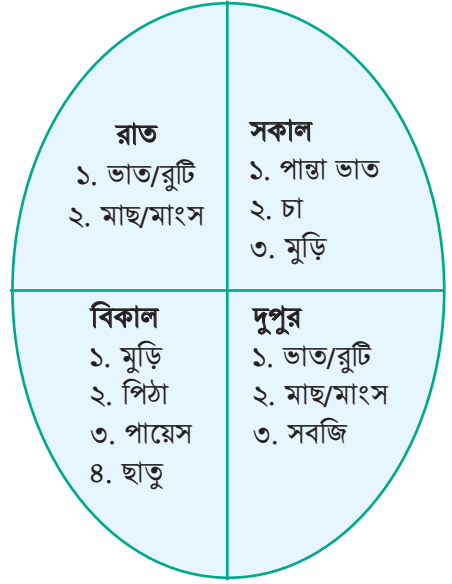 রাত
১. ভাত/রুটি
২. মাছ/মাংস
সকাল
১. পান্তা ভাত
২. চা
৩. মুড়ি
বিকাল
১. মুড়ি
২. পিঠা
৩. পায়েস
৪. ছাতু
দুপুর
১. ভাত/রুটি
২. মাছ/মাংস
৩. সবজি